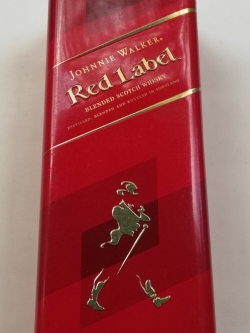 JOHNNIE WALKER®
Red Label
BLENDED SCOTCH WHISKY
DISTILLED, BLENDED AND BOTTLED IN SCOTLAND